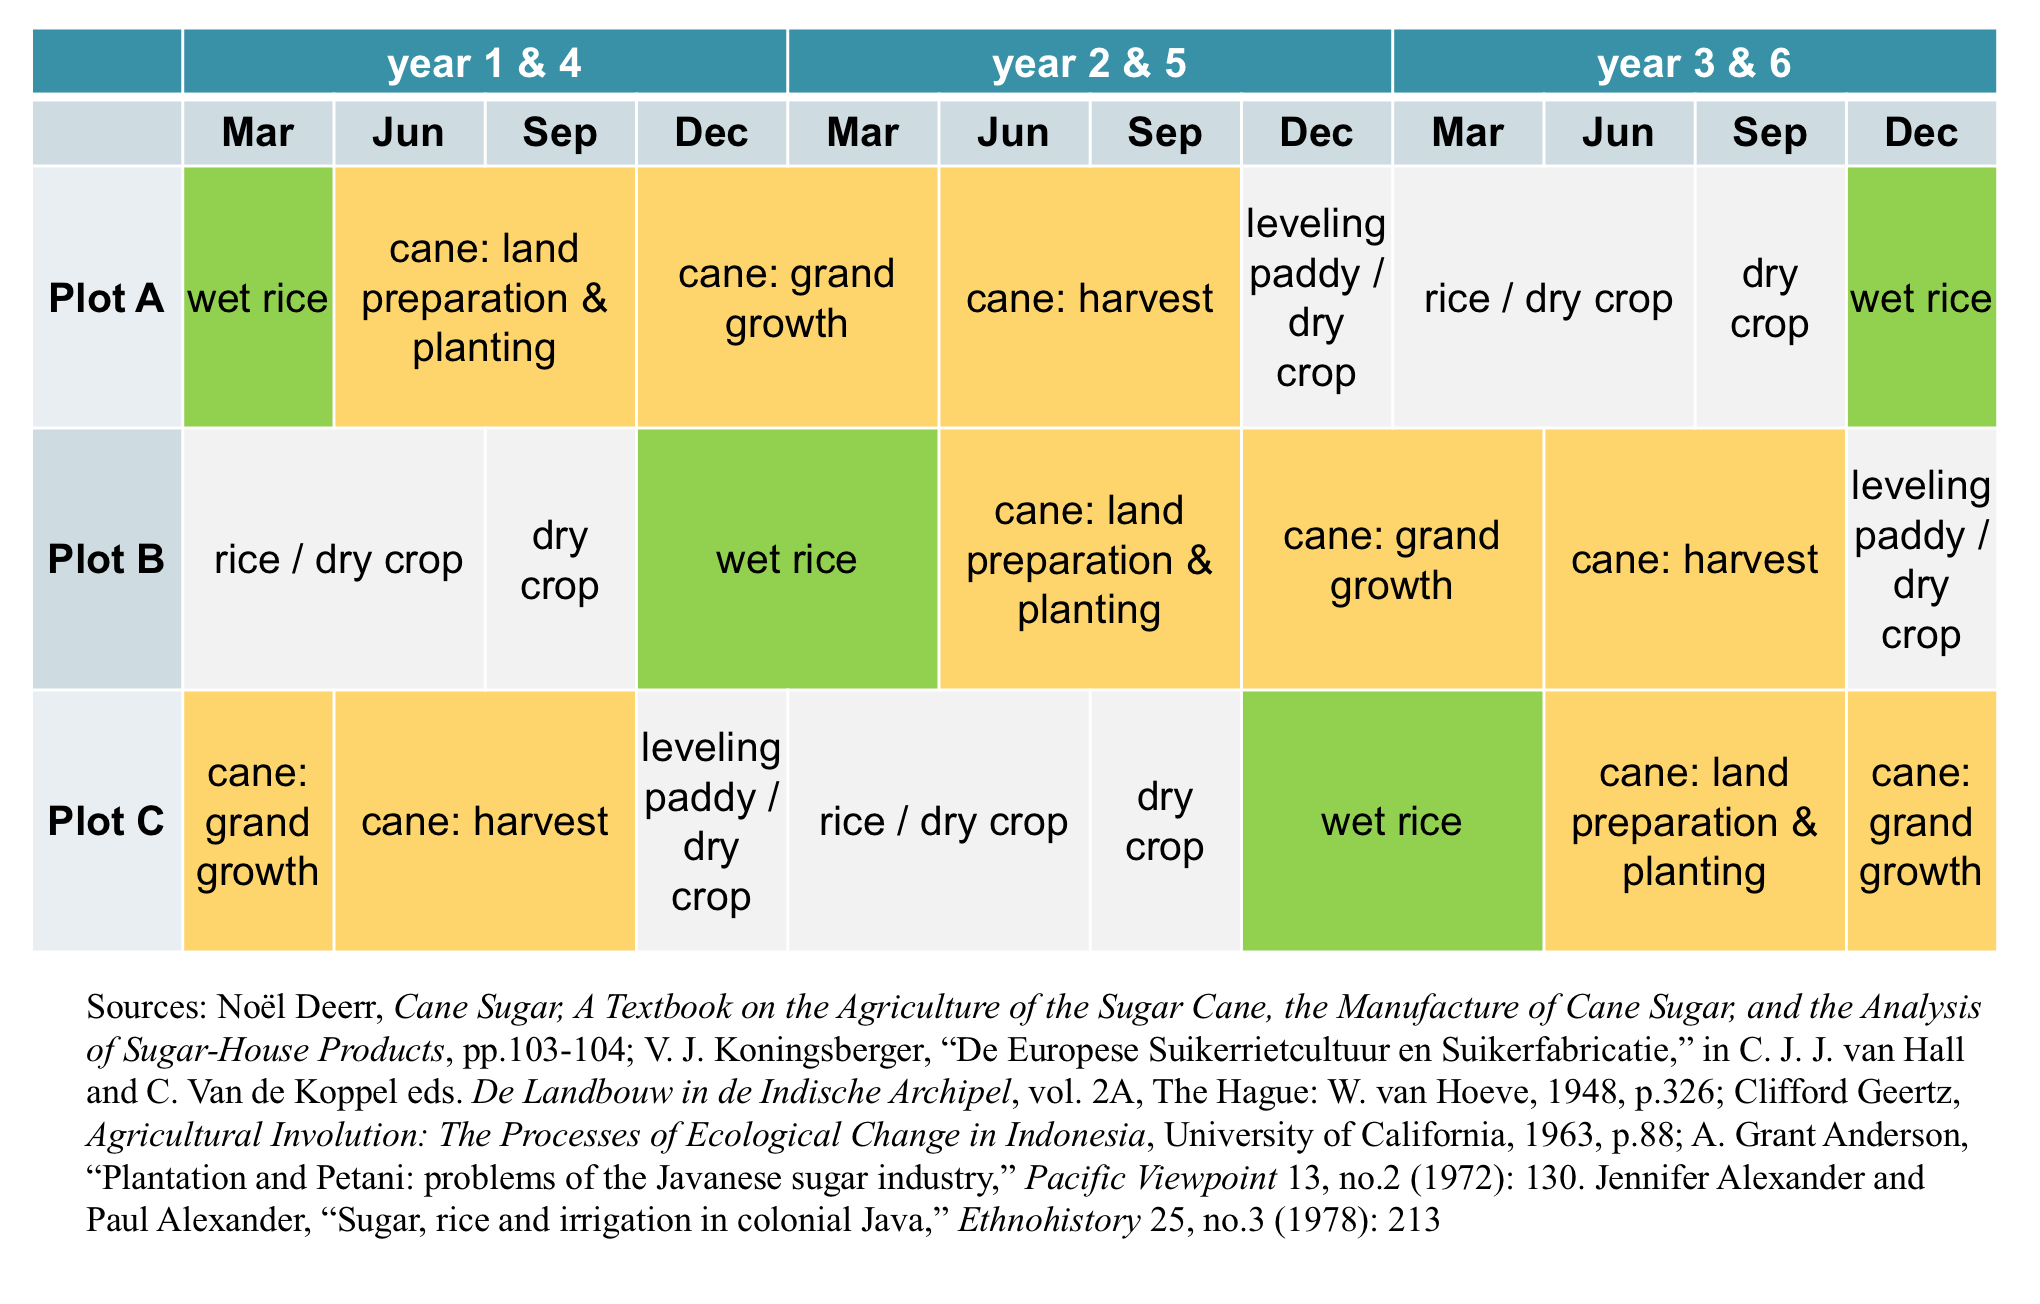 year 1 & 4 year 2 & 5 year 3 & 6
Mar Jun Sep Dec Mar Jun Sep Dec Mar Jun Sep Dec
Plot A
wet rice
cane: land
preparation &
planting
cane: grand
growth
cane: harvest
leveling
paddy /
dry
crop
rice / dry crop
dry
crop
wet rice
Plot B
rice / dry crop
dry
crop
wet rice
cane: land
preparation &
planting
cane: grand
growth
cane: harvest
leveling
paddy /
dry
crop
Plot C
cane:
grand
growth
cane: harvest
leveling
paddy /
dry
crop
rice / dry crop
dry
crop
wet rice
cane: land
preparation &
planting
cane:
grand
growth
Sources: Noël Deerr, Cane Sugar, A Textbook on the Agriculture of the Sugar Cane, the Manufacture of Cane Sugar, and the Analysis
of Sugar-House Products, pp.103-104; V. J. Koningsberger, “De Europese Suikerrietcultuur en Suikerfabricatie,” in C. J. J. van Hall
and C. Van de Koppel eds. De Landbouw in de Indische Archipel, vol. 2A, The Hague: W. van Hoeve, 1948, p.326; Clifford Geertz,
Agricultural Involution: The Processes of Ecological Change in Indonesia, University of California, 1963, p.88; A. Grant Anderson,
“Plantation and Petani: problems of the Javanese sugar industry,” Pacific Viewpoint 13, no.2 (1972): 130. Jennifer Alexander and
Paul Alexander, “Sugar, rice and irrigation in colonial Java,” Ethnohistory 25, no.3 (1978): 213